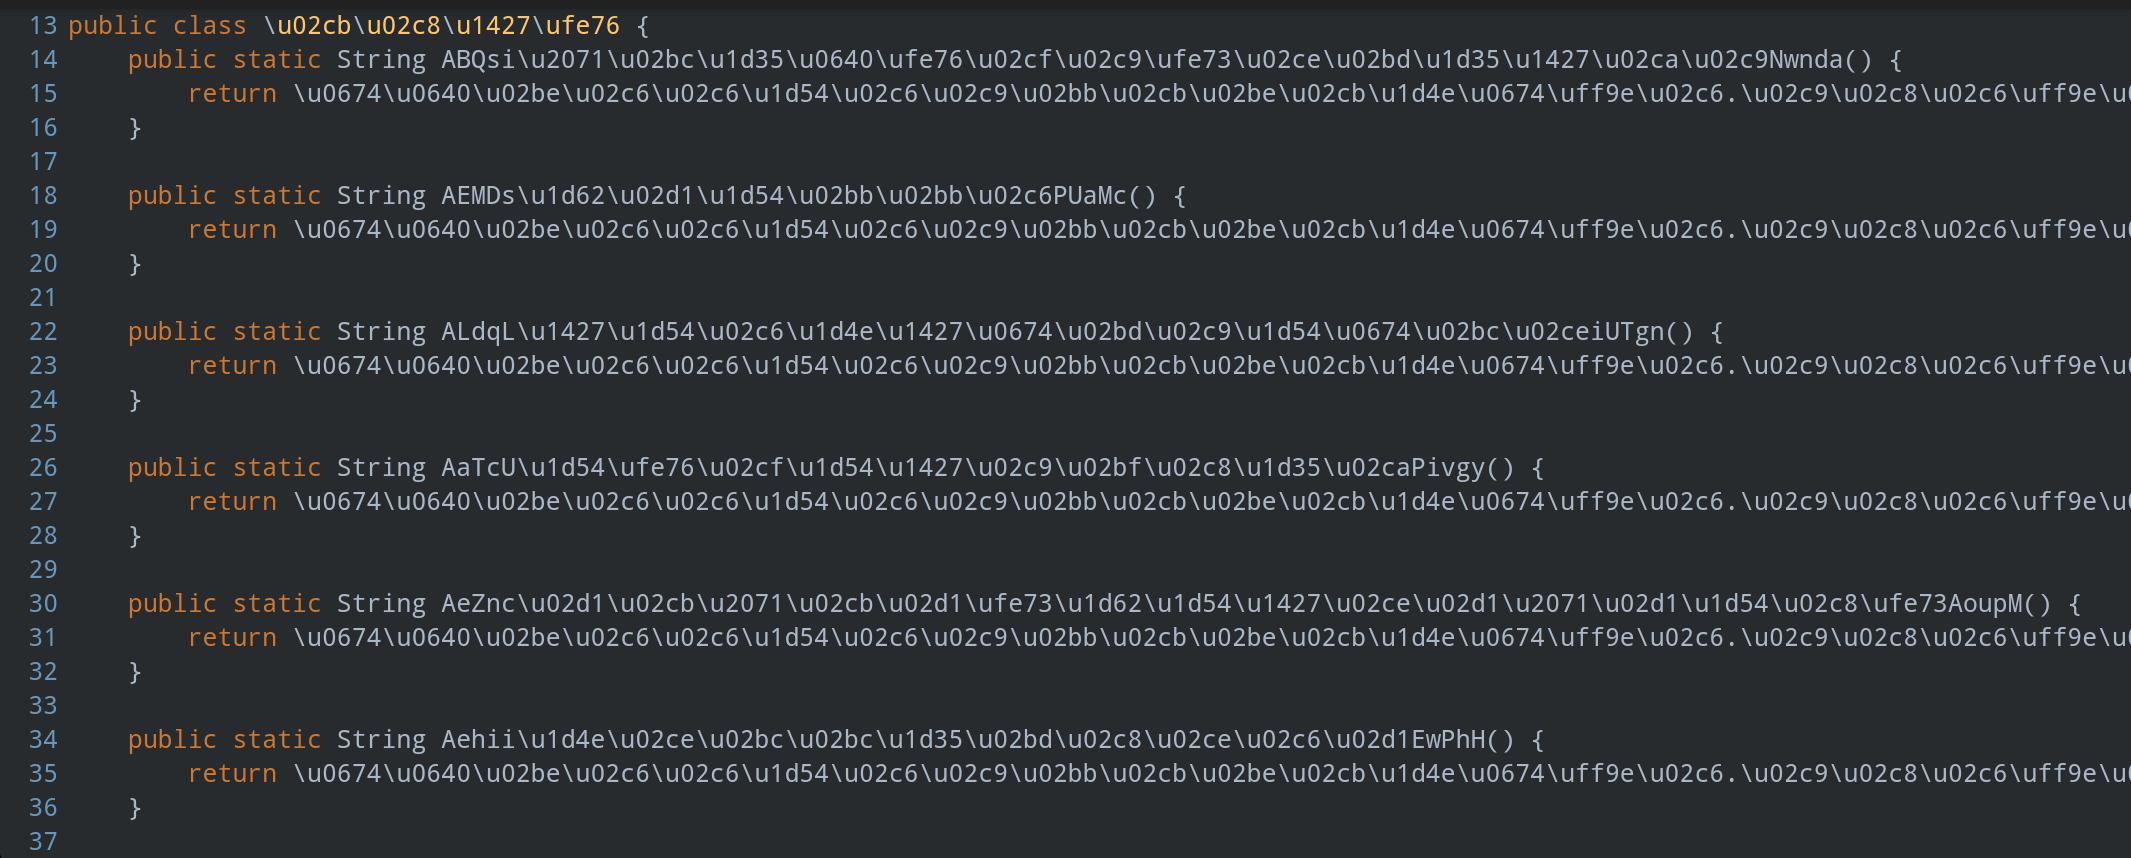 13 public class \u02cb\u02c8\u1427\ufe76 {
14 public static String ABQsi\u2071\u02bc\u1d35\u0640\ufe76\u02cf\u02c9\ufe73\u02ce\u02bd\u1d35\u1427\u02ca\u02c9Nwnda() {
15 return \u0674\u0640\u02be\u02c6\u02c6\u1d54\u02c6\u02c9\u02bb\u02cb\u02be\u02cb\u1d4e\u0674\uff9e\u02c6.\u02c9\u02c8\u02c6\uff9e\u0
16 }
17
18 public static String AEMDs\u1d62\u02d1\u1d54\u02bb\u02bb\u02c6PUaMc() {
19 return \u0674\u0640\u02be\u02c6\u02c6\u1d54\u02c6\u02c9\u02bb\u02cb\u02be\u02cb\u1d4e\u0674\uff9e\u02c6.\u02c9\u02c8\u02c6\uff9e\u0
20 }
21
22 public static String ALdqL\u1427\u1d54\u02c6\u1d4e\u1427\u0674\u02bd\u02c9\u1d54\u0674\u02bc\u02ceiUTgn() {
23 return \u0674\u0640\u02be\u02c6\u02c6\u1d54\u02c6\u02c9\u02bb\u02cb\u02be\u02cb\u1d4e\u0674\uff9e\u02c6.\u02c9\u02c8\u02c6\uff9e\u0
24 }
25
26 public static String AaTcU\u1d54\ufe76\u02cf\u1d54\u1427\u02c9\u02bf\u02c8\u1d35\u02caPivgy() {
27 return \u0674\u0640\u02be\u02c6\u02c6\u1d54\u02c6\u02c9\u02bb\u02cb\u02be\u02cb\u1d4e\u0674\uff9e\u02c6.\u02c9\u02c8\u02c6\uff9e\u0
28 }
29
30 public static String AeZnc\u02d1\u02cb\u2071\u02cb\u02d1\ufe73\u1d62\u1d54\u1427\u02ce\u02d1\u2071\u02d1\u1d54\u02c8\ufe73AoupM() {
31 return \u0674\u0640\u02be\u02c6\u02c6\u1d54\u02c6\u02c9\u02bb\u02cb\u02be\u02cb\u1d4e\u0674\uff9e\u02c6.\u02c9\u02c8\u02c6\uff9e\u0
32 }
33
34 public static String Aehii\u1d4e\u02ce\u02bc\u02bc\u1d35\u02bd\u02c8\u02ce\u02c6\u02d1EwPhH() {
35 return \u0674\u0640\u02be\u02c6\u02c6\u1d54\u02c6\u02c9\u02bb\u02cb\u02be\u02cb\u1d4e\u0674\uff9e\u02c6.\u02c9\u02c8\u02c6\uff9e\u0
36 }
37